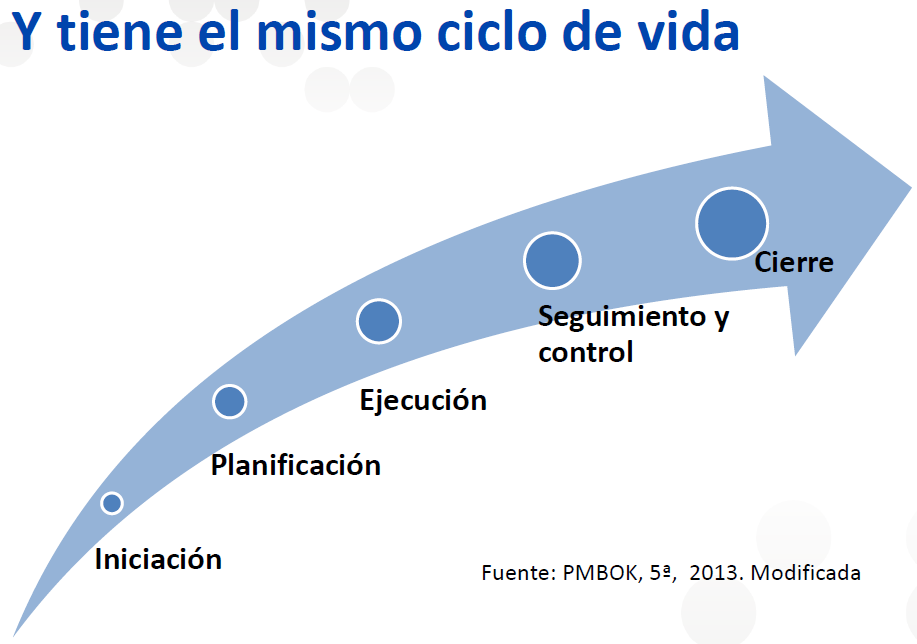 Y tiene el mismo ciclo de vida
Cierre
Seguimiento y
control
Ejecución
Planificación
Iniciación
Fuente: PMBOK, 5ª, 2013. Modificada